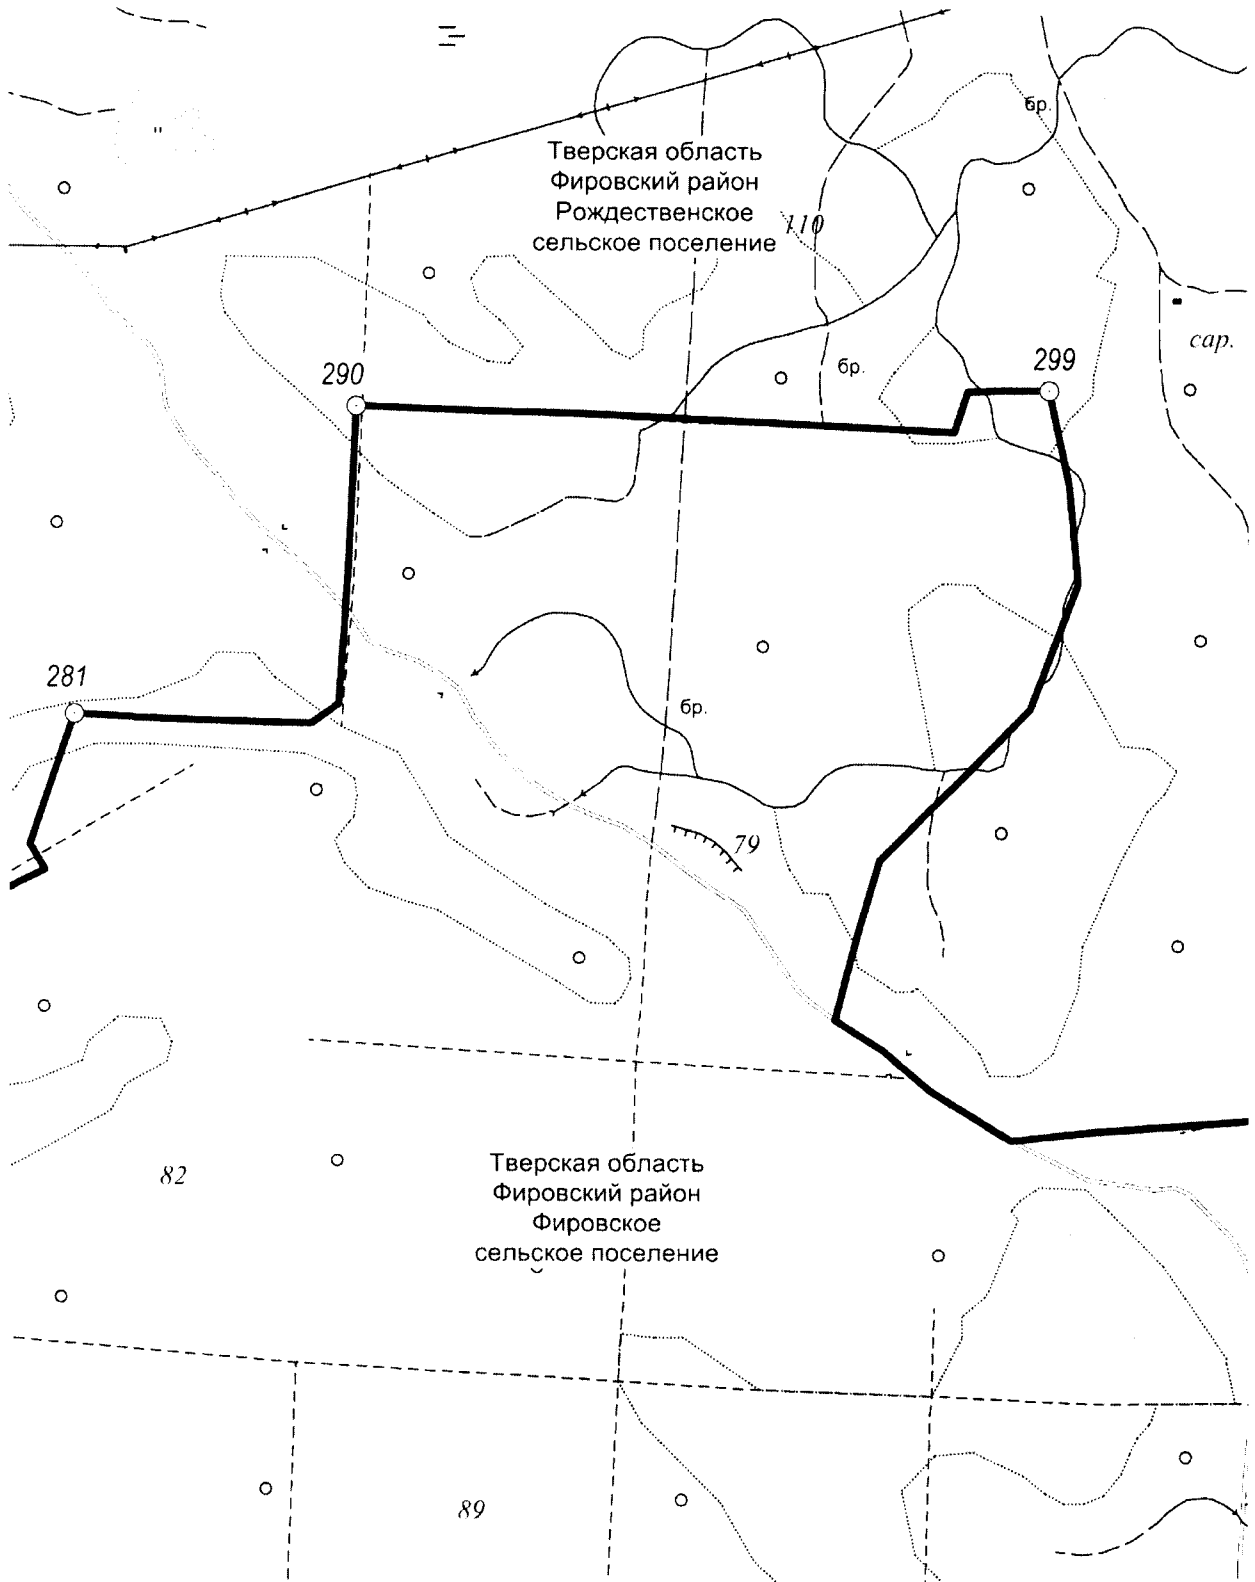 бр.
Тверская область
Фировский район
Рождественское
сельское поселение
110
сар.
290
бр.
299
281
бр.
79
82
Тверская область
Фировский район
Фировское
сельское поселение
89